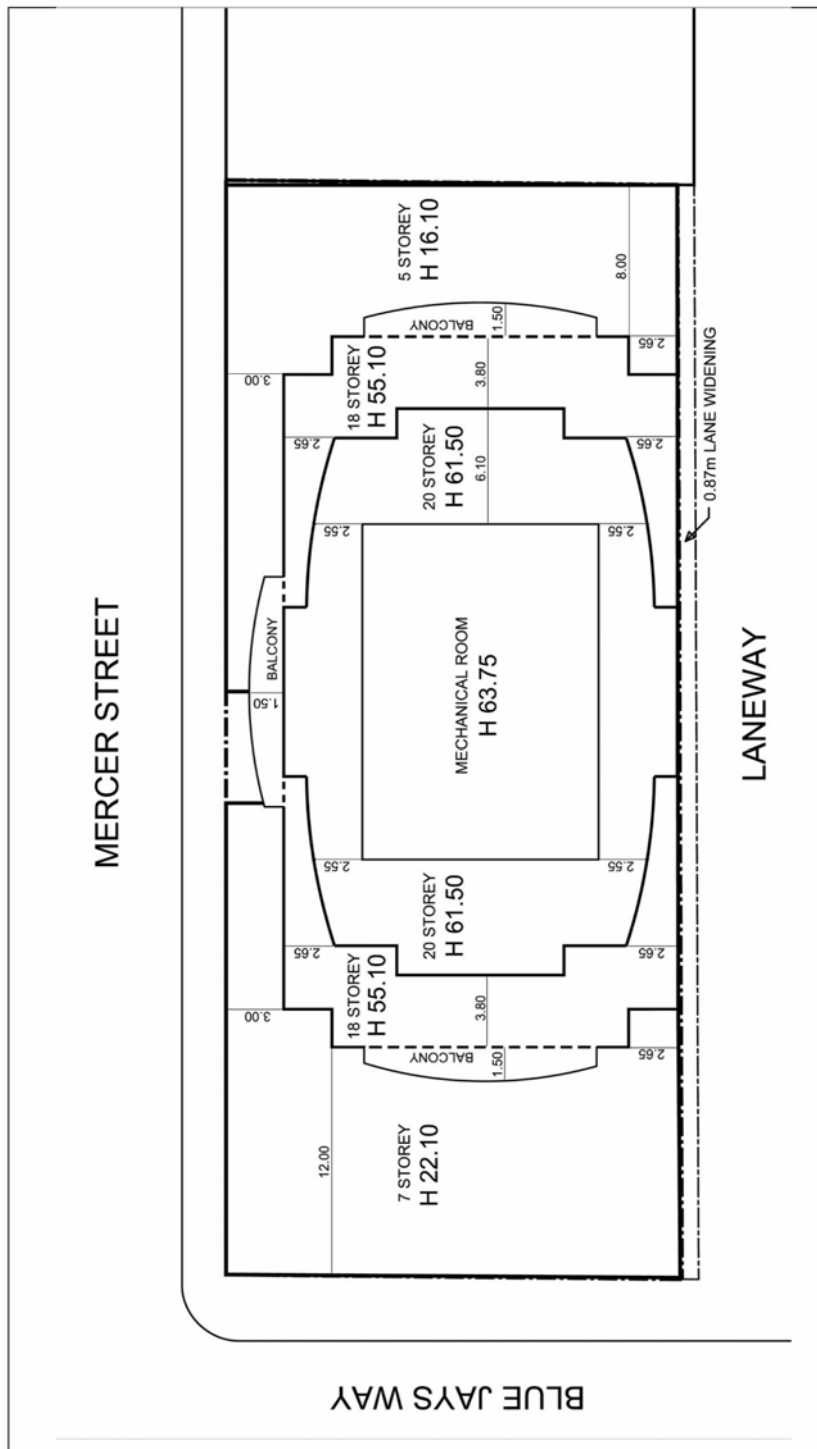 MERCER STREET
5 STOREY
H 16.10
8.00
BALCONY
1.50
2.65
3.00
18 STOREY
H 55.10
3.80
2.65
2.65
20 STOREY
H 61.50
6.10
0.87m LANE WIDENING
2.55
2.55
BALCONY
1.50
MECHANICAL ROOM
H 63.75
LANEWAY
2.55
2.55
20 STOREY
H 61.50
2.65
2.65
18 STOREY
H 55.10
3.80
3.00
BALCONY
1.50
2.65
7 STOREY
H 22.10
12.00
BLUE JAYS WAY